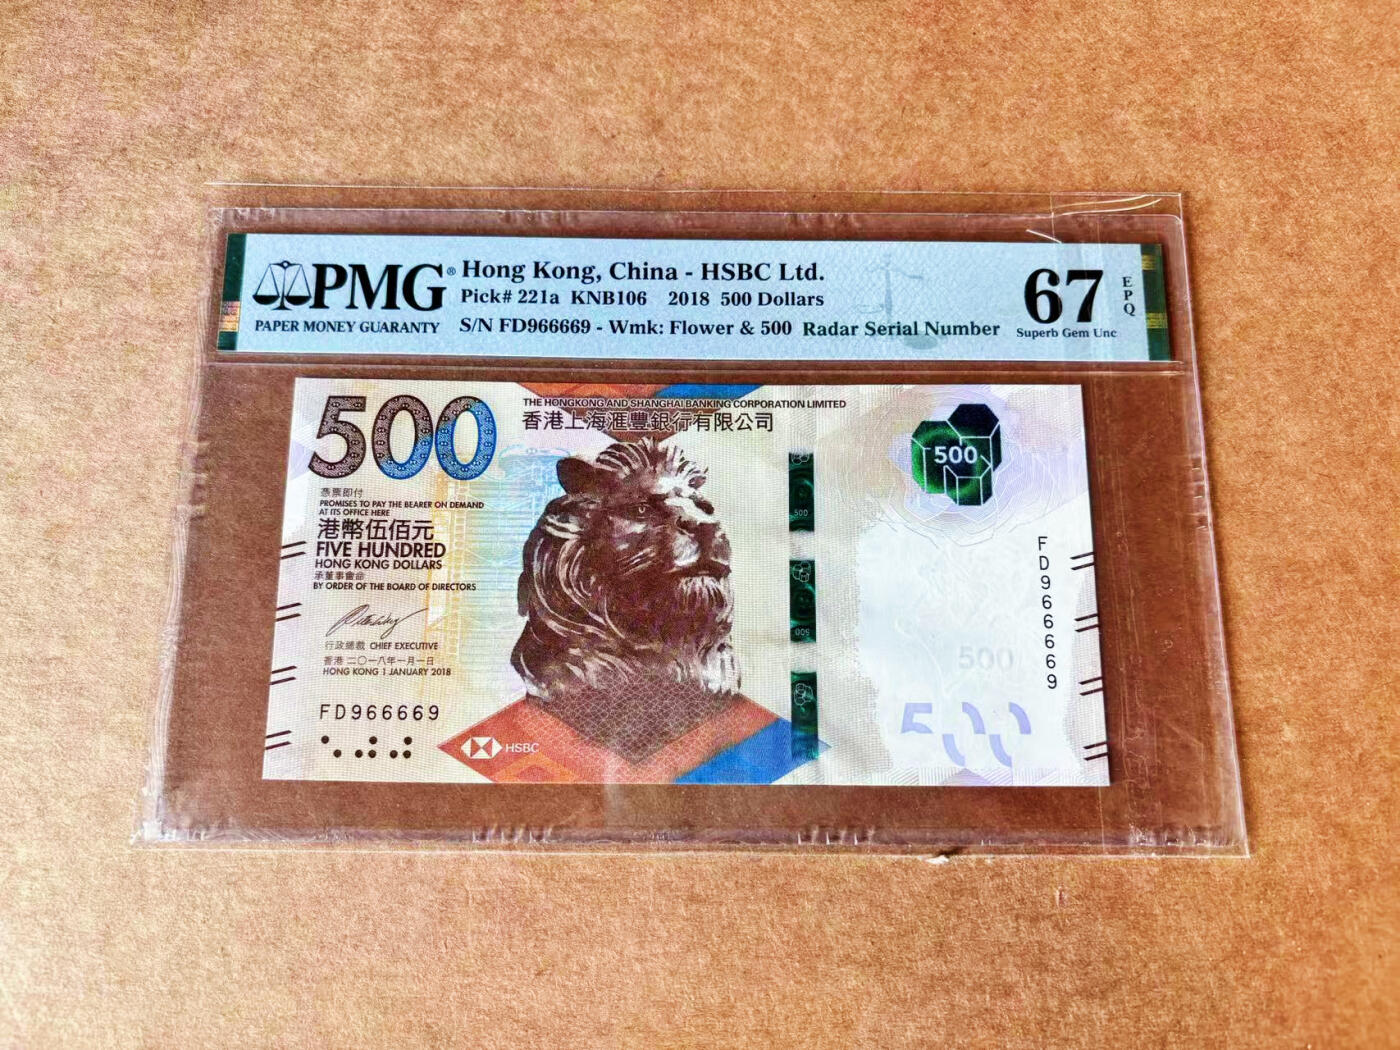 PMG®
PAPER MONEY GUARANTY
Hong Kong, China - HSBC Ltd.
Pick# 221a KNB106 2018 500 Dollars
S/N FD966669 - Wmk: Flower & 500 Radar Serial Number
67
Superb Gem Unc
EPQ
500
THE HONGKONG AND SHANGHAI BANKING CORPORATION LIMITED
香港上海滙豐銀行有限公司
憑票即付
PROMISES TO PAY THE BEARER ON DEMAND
AT ITS OFFICE HERE
港幣伍佰元
FIVE HUNDRED
HONG KONG DOLLARS
承董事會命
BY ORDER OF THE BOARD OF DIRECTORS
行政總裁 CHIEF EXECUTIVE
香港 二〇一八年一月一日
HONG KONG 1 JANUARY 2018
FD966669
HSBC
500
500
500
500
500
FD966669